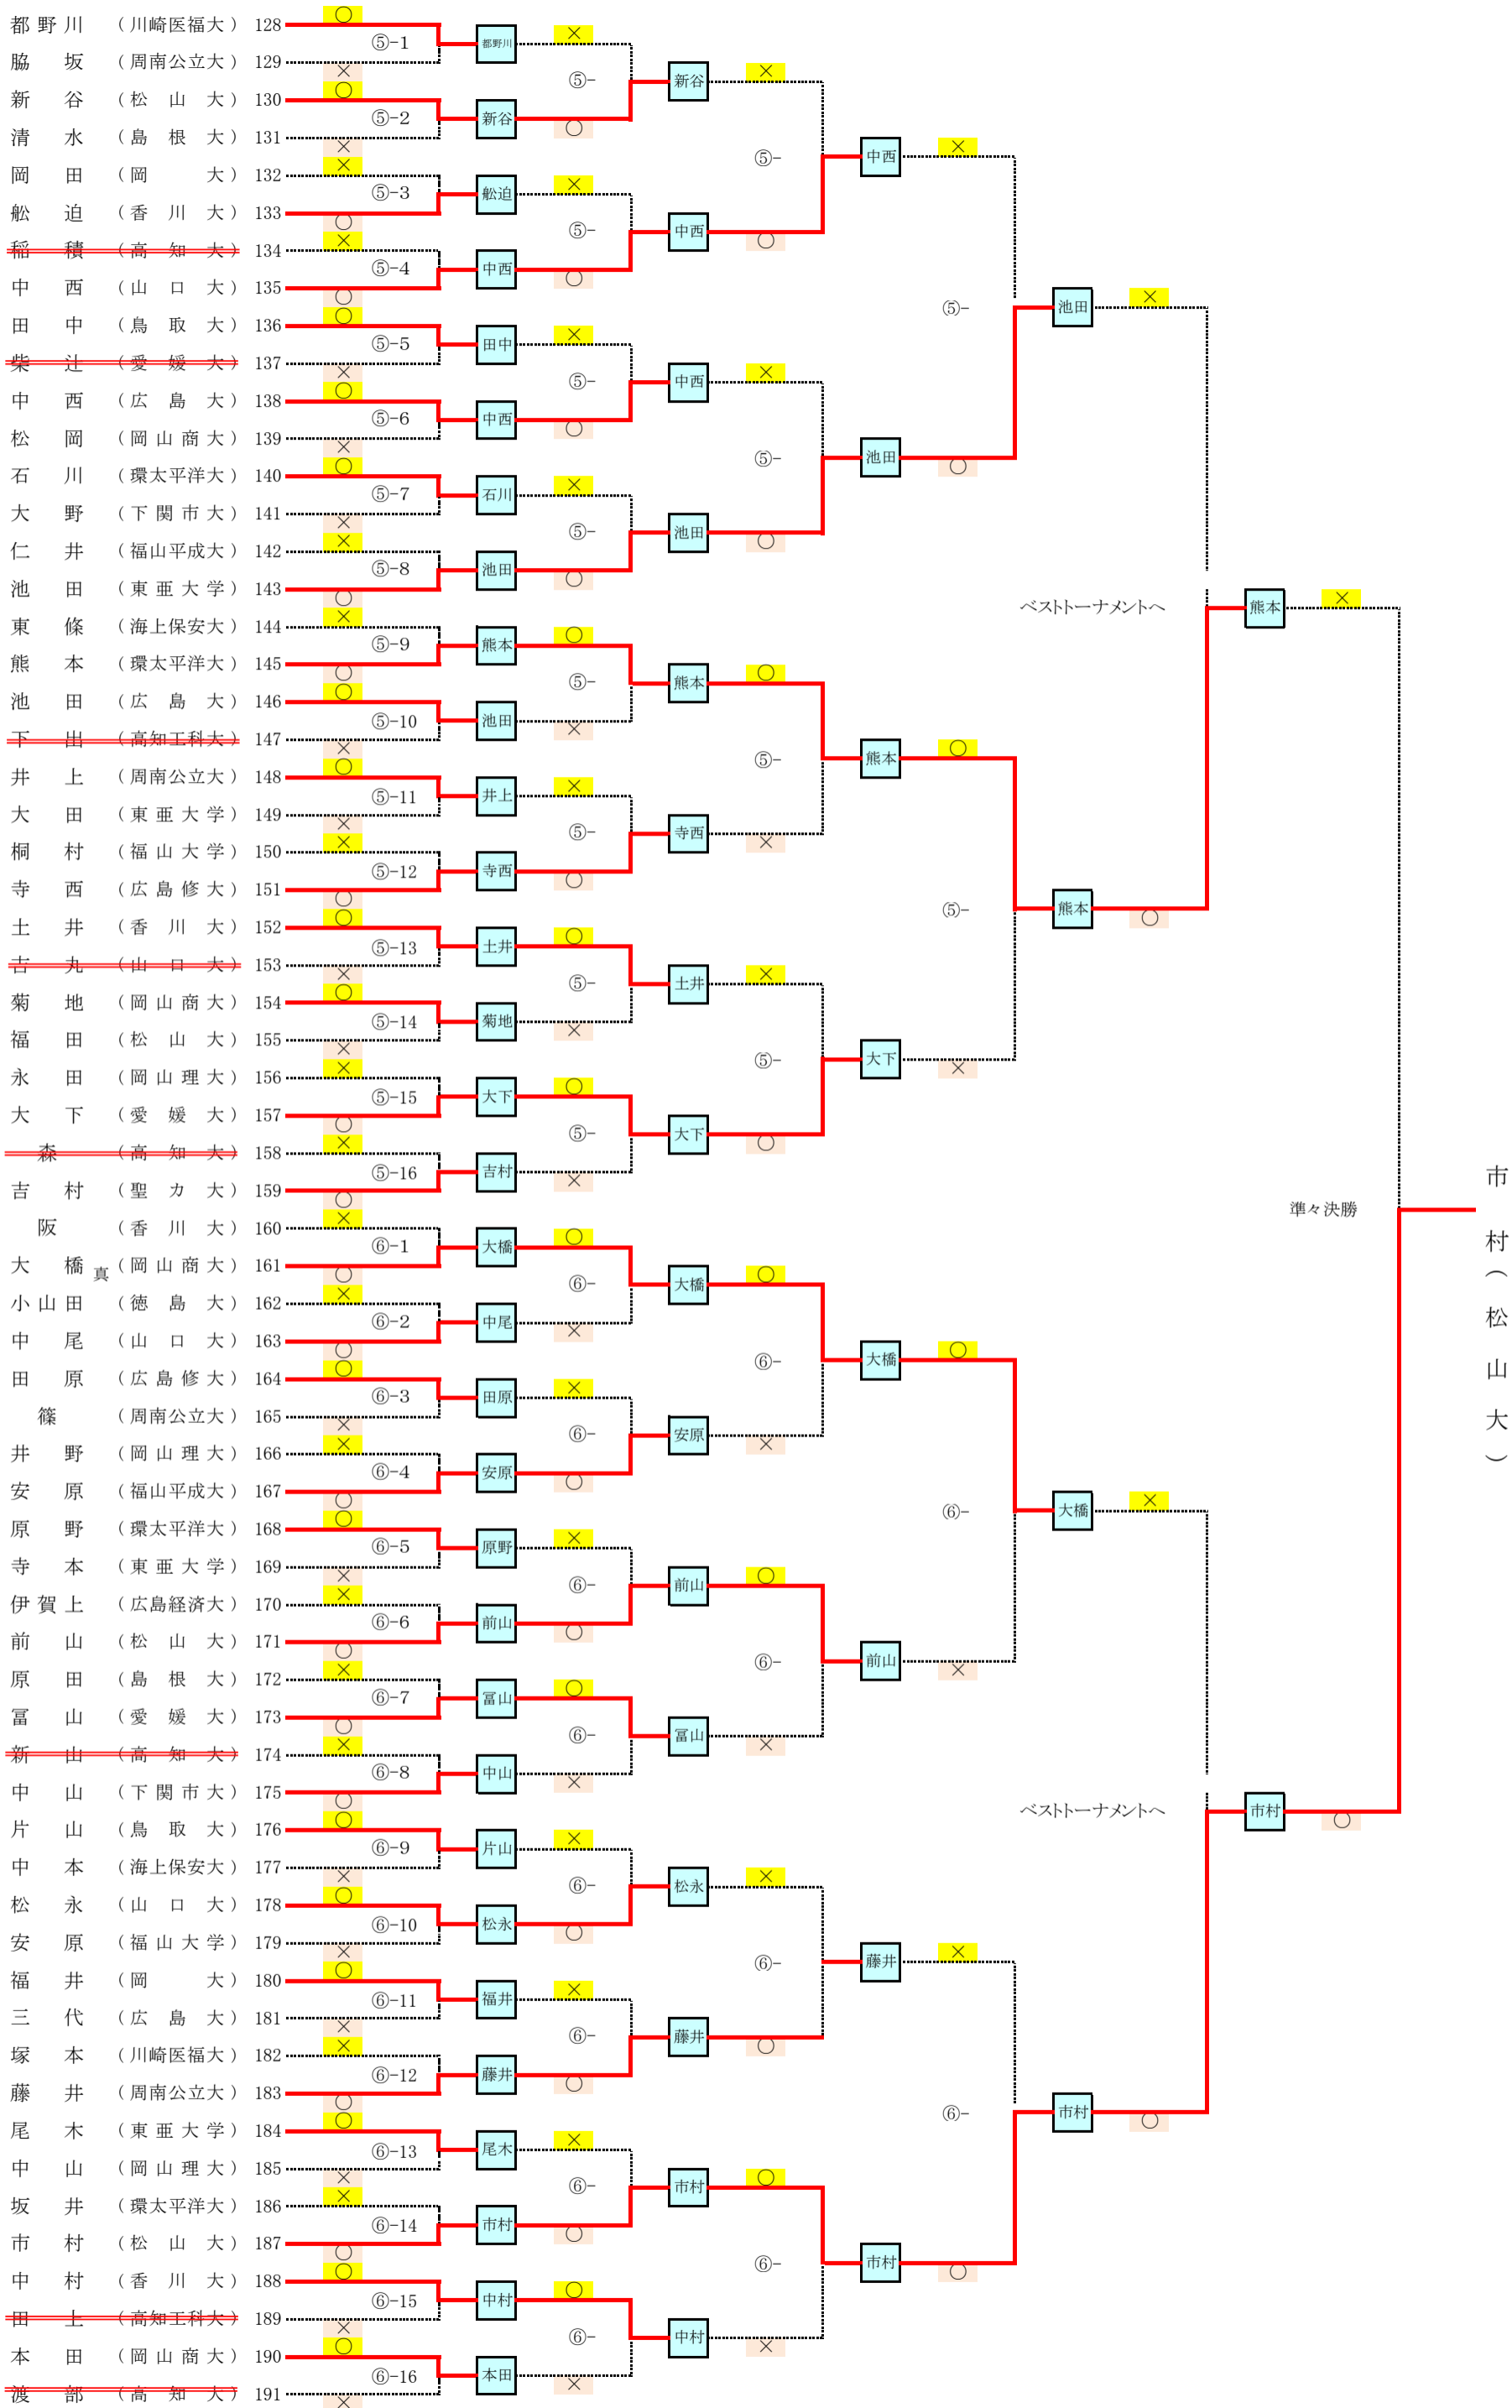 都野川 （川崎医福大） 128
脇坂 （周南公立大） 129
新谷 （松山大） 130
清水 （島根大） 131
岡田 （岡大） 132
舩迫 （香川大） 133
稲積 （高知大） 134
中西 （山口大） 135
田中 （鳥取大） 136
柴辻 （愛媛大） 137
中西 （広島大） 138
松岡 （岡山商大） 139
石川 （環太平洋大） 140
大野 （下関市大） 141
仁井 （福山平成大） 142
池田 （東亜大学） 143
東條 （海上保安大） 144
熊本 （環太平洋大） 145
池田 （広島大） 146
下出 （高知工科大） 147
井上 （周南公立大） 148
大田 （東亜大学） 149
桐村 （福山大学） 150
寺西 （広島修大） 151
土井 （香川大） 152
吉丸 （山口大） 153
菊地 （岡山商大） 154
福田 （松山大） 155
永田 （岡山理大） 156
大下 （愛媛大） 157
森 （高知大） 158
吉村 （聖カ大） 159
阪 （香川大） 160
大橋真 （岡山商大） 161
小山田 （徳島大） 162
中尾 （山口大） 163
田原 （広島修大） 164
篠 （周南公立大） 165
井野 （岡山理大） 166
安原 （福山平成大） 167
原野 （環太平洋大） 168
寺本 （東亜大学） 169
伊賀上 （広島経済大） 170
前山 （松山大） 171
原田 （島根大） 172
冨山 （愛媛大） 173
新山 （高知大） 174
中山 （下関市大） 175
片山 （鳥取大） 176
中本 （海上保安大） 177
松永 （山口大） 178
安原 （福山大学） 179
福井 （岡大） 180
三代 （広島大） 181
塚本 （川崎医福大） 182
藤井 （周南公立大） 183
尾木 （東亜大学） 184
中山 （岡山理大） 185
坂井 （環太平洋大） 186
市村 （松山大） 187
中村 （香川大） 188
田上 （高知工科大） 189
本田 （岡山商大） 190
渡部 （高知大） 191
⑤-1
⑤-2
⑤-3
⑤-4
⑤-5
⑤-6
⑤-7
⑤-8
⑤-9
⑤-10
⑤-11
⑤-12
⑤-13
⑤-14
⑤-15
⑤-16
⑥-1
⑥-2
⑥-3
⑥-4
⑥-5
⑥-6
⑥-7
⑥-8
⑥-9
⑥-10
⑥-11
⑥-12
⑥-13
⑥-14
⑥-15
⑥-16
都野川
新谷
舩迫
中西
田中
中西
石川
池田
熊本
池田
井上
寺西
土井
菊地
大下
吉村
大橋
中尾
田原
安原
原野
前山
冨山
中山
片山
松永
福井
藤井
尾木
市村
中村
本田
⑤-
⑤-
⑤-
⑤-
⑤-
⑤-
⑤-
⑤-
⑥-
⑥-
⑥-
⑥-
⑥-
⑥-
⑥-
⑥-
新谷
中西
中西
池田
熊本
寺西
土井
大下
大橋
安原
前山
冨山
松永
藤井
市村
中村
⑤-
⑤-
⑤-
⑤-
⑥-
⑥-
⑥-
⑥-
中西
池田
熊本
大下
大橋
前山
藤井
市村
⑤-
⑤-
⑥-
⑥-
池田
熊本
大橋
市村
ベストトーナメントへ
ベストトーナメントへ
熊本
市村
準々決勝
市村（松山大）